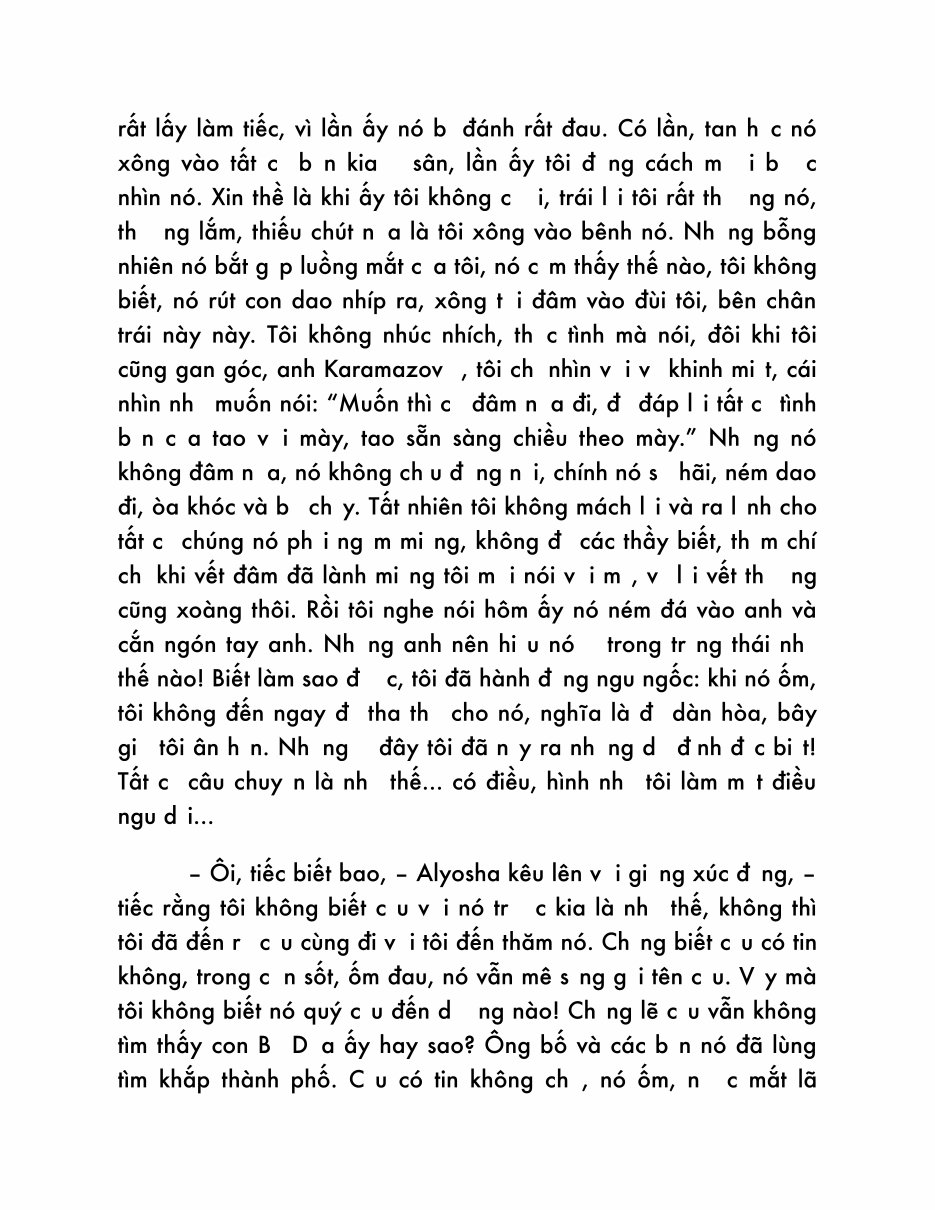 rất lấy làm tiếc, vì lần ấy nó b đánh rất đau. Có lần, tan h c nó
xông vào tất c b n kia sân, lần ấy tôi đ ng cách m i b c
nhìn nó. Xin thề là khi ấy tôi không c i, trái l i tôi rất th ng nó,
th ng lắm, thiếu chút n a là tôi xông vào bênh nó. Nh ng bỗng
nhiên nó bắt g p luồng mắt c a tôi, nó c m thấy thế nào, tôi không
biết, nó rút con dao nhíp ra, xông t i đâm vào đùi tôi, bên chân
trái này này. Tôi không nhúc nhích, th c tình mà nói, đôi khi tôi
cũng gan góc, anh Karamazov , tôi ch nhìn v i v khinh mi t, cái
nhìn nh muốn nói: “Muốn thì c đâm n a đi, đ đáp l i tất c tình
b n c a tao v i mày, tao sẵn sàng chiều theo mày.” Nh ng nó
không đâm n a, nó không ch u đ ng n i, chính nó s hãi, ném dao
đi, òa khóc và b ch y. Tất nhiên tôi không mách l i và ra l nh cho
tất c chúng nó ph i ng m mi ng, không đ các thầy biết, th m chí
ch khi vết đâm đã lành mi ng tôi m i nói v i m , v l i vết th ng
cũng xoàng thôi. Rồi tôi nghe nói hôm ấy nó ném đá vào anh và
cắn ngón tay anh. Nh ng anh nên hi u nó trong tr ng thái nh
thế nào! Biết làm sao đ c, tôi đã hành đ ng ngu ngốc: khi nó ốm,
tôi không đến ngay đ tha th cho nó, nghĩa là đ dàn hòa, bây
gi tôi ân h n. Nh ng đây tôi đã n y ra nh ng d đ nh đ c bi t!
Tất c câu chuy n là nh thế... có điều, hình nh tôi làm m t điều
ngu d i...
– Ôi, tiếc biết bao, – Alyosha kêu lên v i gi ng xúc đ ng, –
tiếc rằng tôi không biết c u v i nó tr c kia là nh thế, không thì
tôi đã đến r c u cùng đi v i tôi đến thăm nó. Ch ng biết c u có tin
không, trong c n sốt, ốm đau, nó vẫn mê s ng g i tên c u. V y mà
tôi không biết nó quý c u đến d ng nào! Ch ng lẽ c u vẫn không
tìm thấy con B D a ấy hay sao? Ông bố và các b n nó đã lùng
tìm khắp thành phố. C u có tin không ch , nó ốm, n c mắt lã